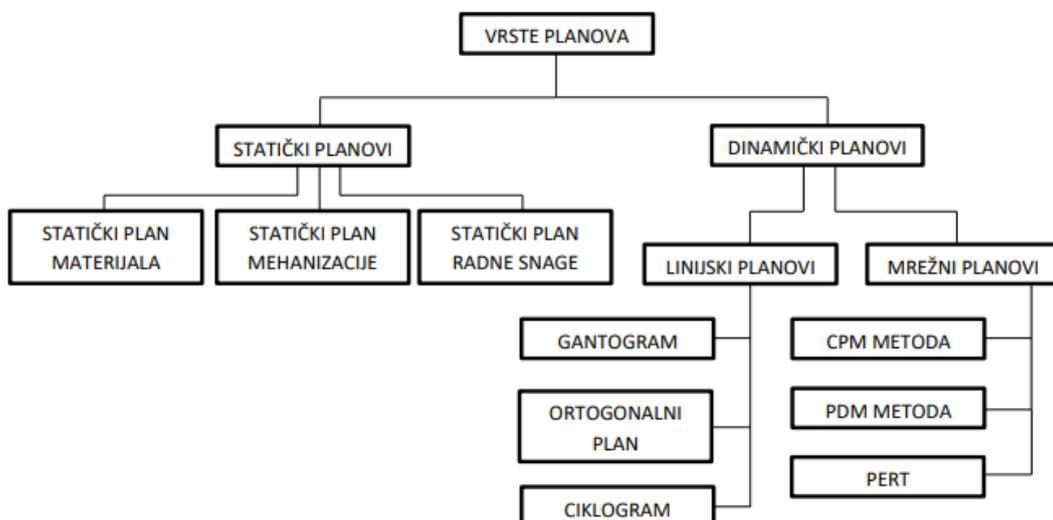 VRSTE PLANOVA
STATIČKI PLANOVI
DINAMIČKI PLANOVI
STATIČKI PLAN
MATERIJALA
STATIČKI PLAN
MEHANIZACIJE
STATIČKI PLAN
RADNE SNAGE
LINIJSKI PLANOVI
MREŽNI PLANOVI
GANTOGRAM
CPM METODA
ORTOGONALNI
PLAN
PDM METODA
PERT
CIKLOGRAM